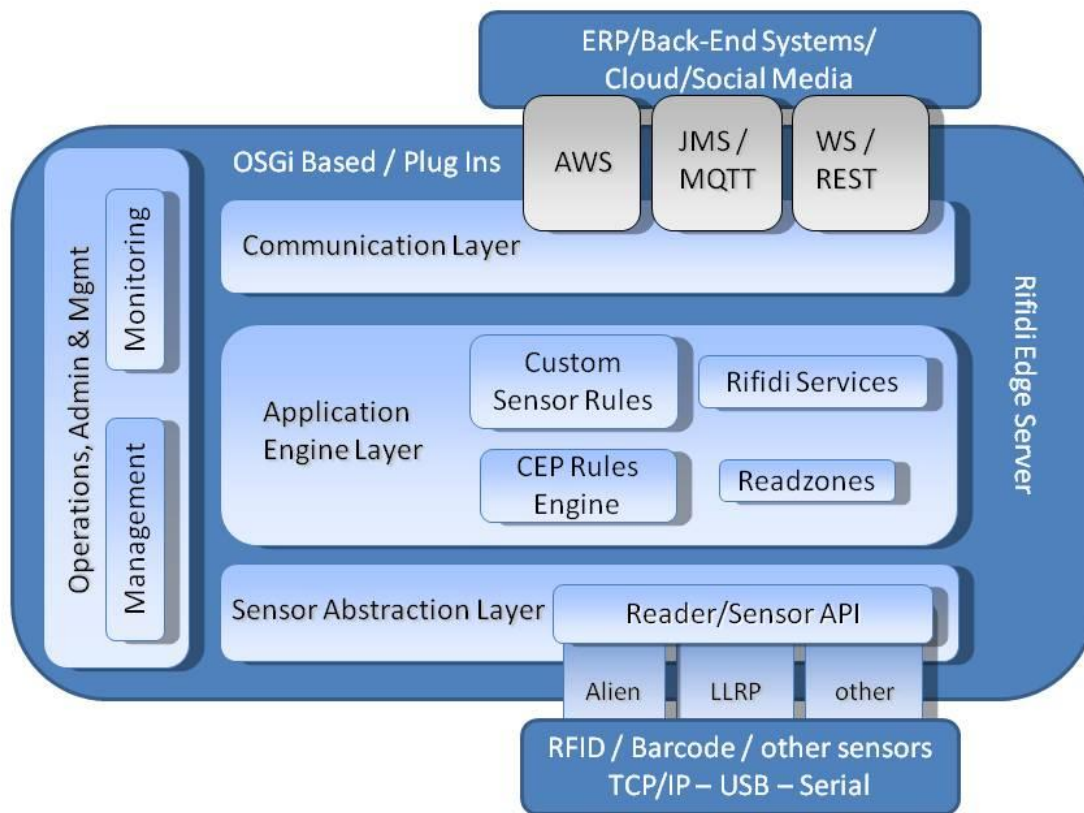 ERP/Back-End Systems/
Cloud/Social Media
AWS
JMS /
MQTT
WS /
REST
OSGi Based / Plug Ins
Operations, Admin & Mgmt
Monitoring
Management
Communication Layer
Application
Engine Layer
Custom
Sensor Rules
Rifidi Services
CEP Rules
Engine
Readzones
Sensor Abstraction Layer
Reader/Sensor API
Alien
LLRP
other
Rifidi Edge Server
RFID / Barcode / other sensors
TCP/IP – USB – Serial